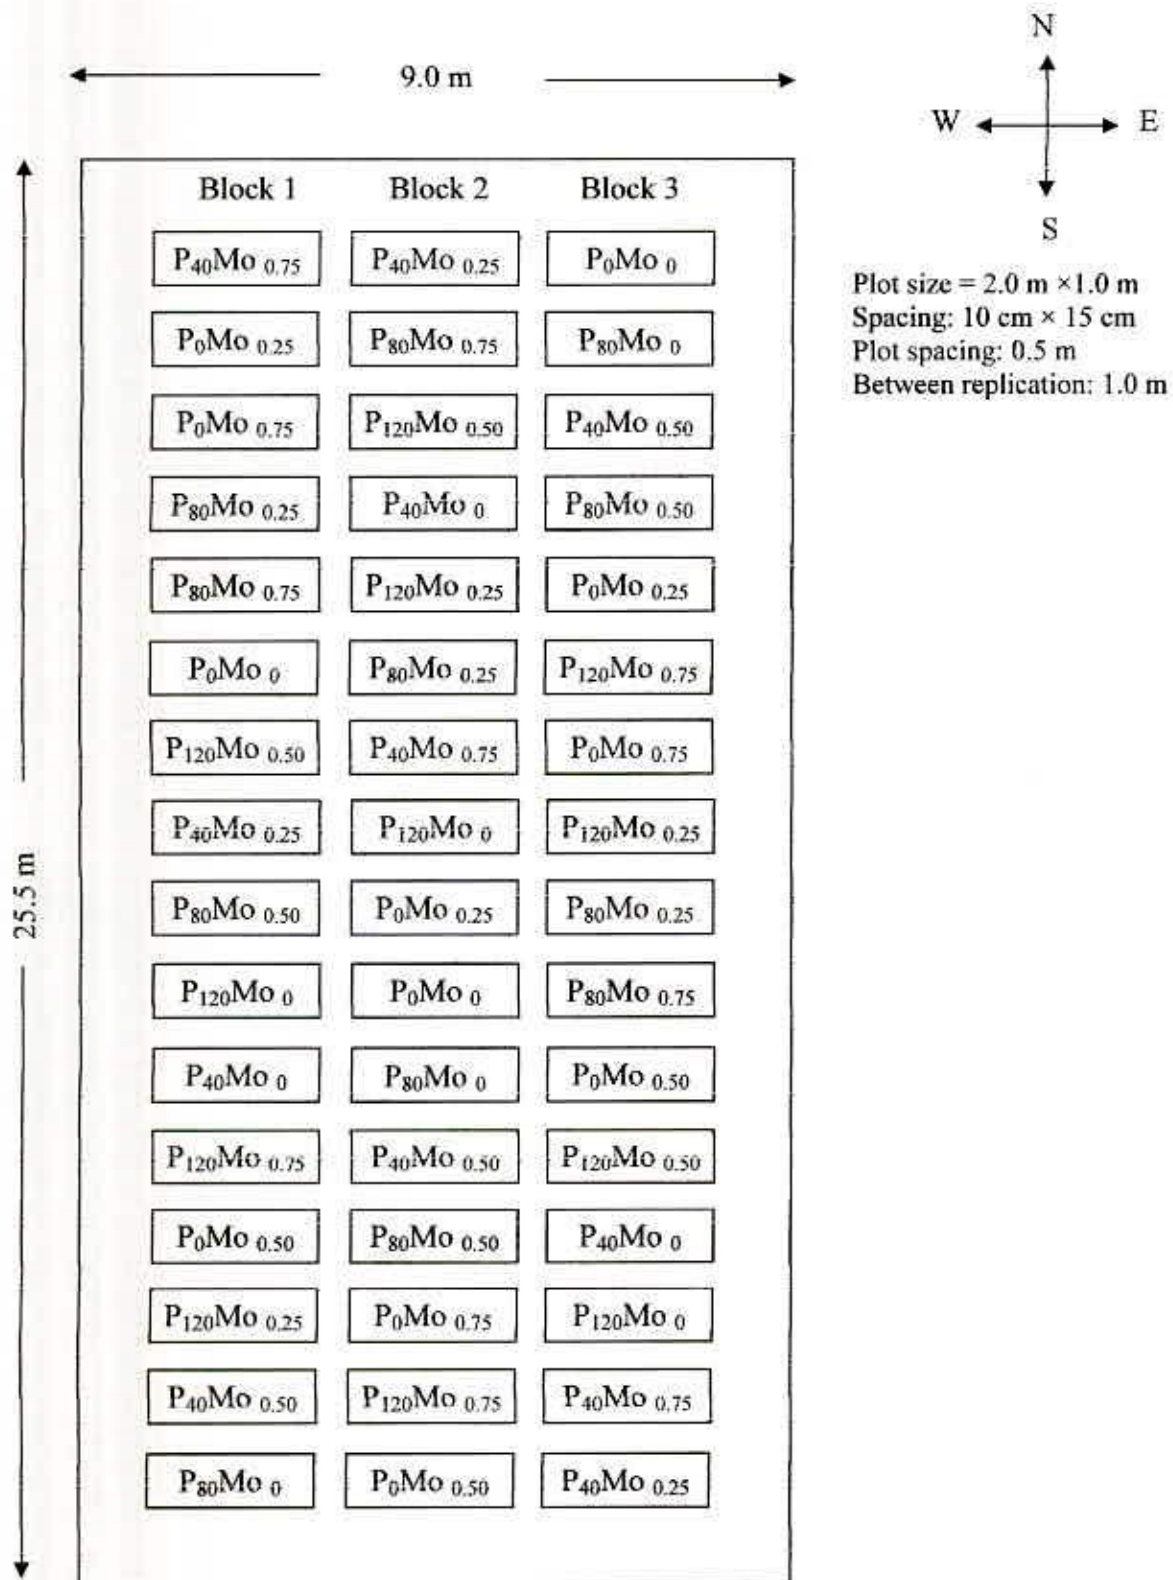 N
9.0 m
W E
S
Block 1 Block 2 Block 3
P₄₀Mo ₀.₇₅ P₄₀Mo ₀.₂₅ P₀Mo ₀
Plot size = 2.0 m ×1.0 m
Spacing: 10 cm × 15 cm
Plot spacing: 0.5 m
Between replication: 1.0 m
P₀Mo ₀.₂₅ P₈₀Mo ₀.₇₅ P₈₀Mo ₀
P₀Mo ₀.₇₅ P₁₂₀Mo ₀.₅₀ P₄₀Mo ₀.₅₀
P₈₀Mo ₀.₂₅ P₄₀Mo ₀ P₈₀Mo ₀.₅₀
P₈₀Mo ₀.₇₅ P₁₂₀Mo ₀.₂₅ P₀Mo ₀.₂₅
P₀Mo ₀ P₈₀Mo ₀.₂₅ P₁₂₀Mo ₀.₇₅
P₁₂₀Mo ₀.₅₀ P₄₀Mo ₀.₇₅ P₀Mo ₀.₇₅
P₄₀Mo ₀.₂₅ P₁₂₀Mo ₀ P₁₂₀Mo ₀.₂₅
25.5 m
P₈₀Mo ₀.₅₀ P₀Mo ₀.₂₅ P₈₀Mo ₀.₂₅
P₁₂₀Mo ₀ P₀Mo ₀ P₈₀Mo ₀.₇₅
P₄₀Mo ₀ P₈₀Mo ₀ P₀Mo ₀.₅₀
P₁₂₀Mo ₀.₇₅ P₄₀Mo ₀.₅₀ P₁₂₀Mo ₀.₅₀
P₀Mo ₀.₅₀ P₈₀Mo ₀.₅₀ P₄₀Mo ₀
P₁₂₀Mo ₀.₂₅ P₀Mo ₀.₇₅ P₁₂₀Mo ₀
P₄₀Mo ₀.₅₀ P₁₂₀Mo ₀.₇₅ P₄₀Mo ₀.₇₅
P₈₀Mo ₀ P₀Mo ₀.₅₀ P₄₀Mo ₀.₂₅